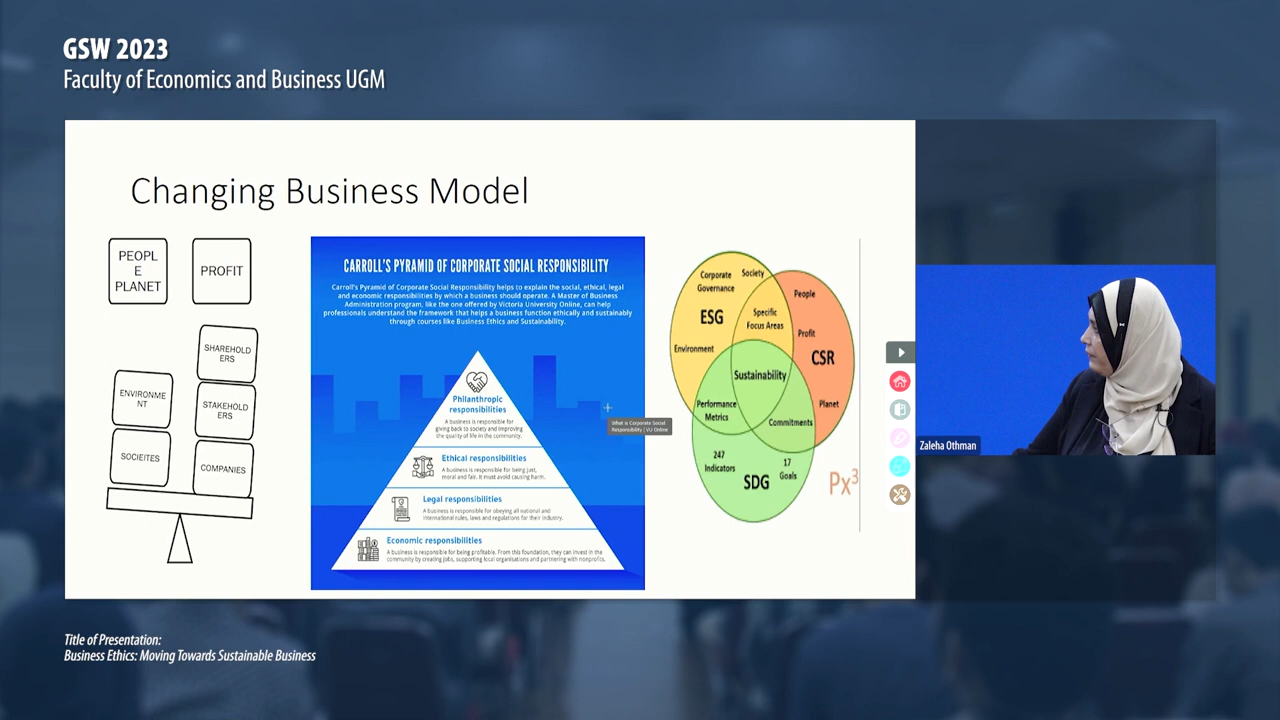 GSW 2023
Faculty of Economics and Business UGM
Changing Business Model
PEOPL
E
PLANET
PROFIT
SHAREHOLD
ERS
ENVIRONME
NT
STAKEHOLD
ERS
SOCIEITES
COMPANIES
CARROLL'S PYRAMID OF CORPORATE SOCIAL RESPONSIBILITY
Carroll's Pyramid of Corporate Social Responsibility helps to explain the social, ethical, legal
and economic responsibilities by which a business should operate. A Master of Business
Administration program, like the one offered by Victoria University Online, can help
professionals understand the framework that helps a business function ethically and sustainably
through courses like Business Ethics and Sustainability.
Philanthropic
responsibilities
A business is responsible for
giving back to society and improving
the quality of life in the community.
Ethical responsibilities
A business is responsible for being just,
moral and fair. It must avoid causing harm.
Legal responsibilities
A business is responsible for obeying all national and
international rules, laws and regulations for their industry.
Economic responsibilities
A business is responsible for being profitable. From this foundation, they can invest in the
community by creating jobs, supporting local organisations and partnering with nonprofits.
What is Corporate Social
Responsibility | VU Online
Corporate
Governance
Society
ESG
Environment
Specific
Focus Areas
People
Profit
CSR
Planet
Sustainability
Performance
Metrics
Commitments
247
Indicators
17
Goals
SDG
Px³
Zaleha Othman
Title of Presentation:
Business Ethics: Moving Towards Sustainable Business